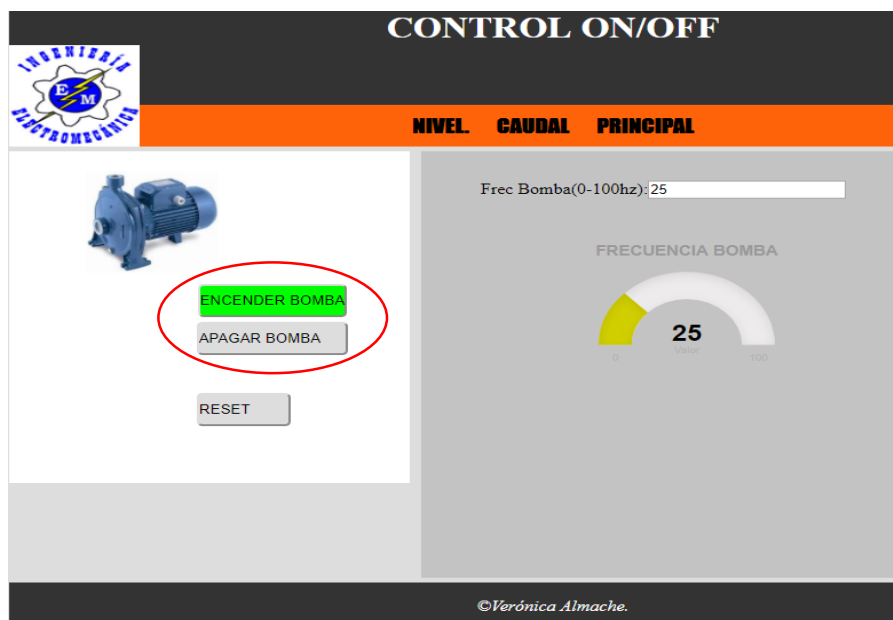 CONTROL ON/OFF
INGENIERÍA
EM
ELECTROMECÁNICA
NIVEL. CAUDAL PRINCIPAL
Frec Bomba(0-100hz): 25
FRECUENCIA BOMBA
25
Valor
0 100
ENCENDER BOMBA
APAGAR BOMBA
RESET
©Verónica Almache.